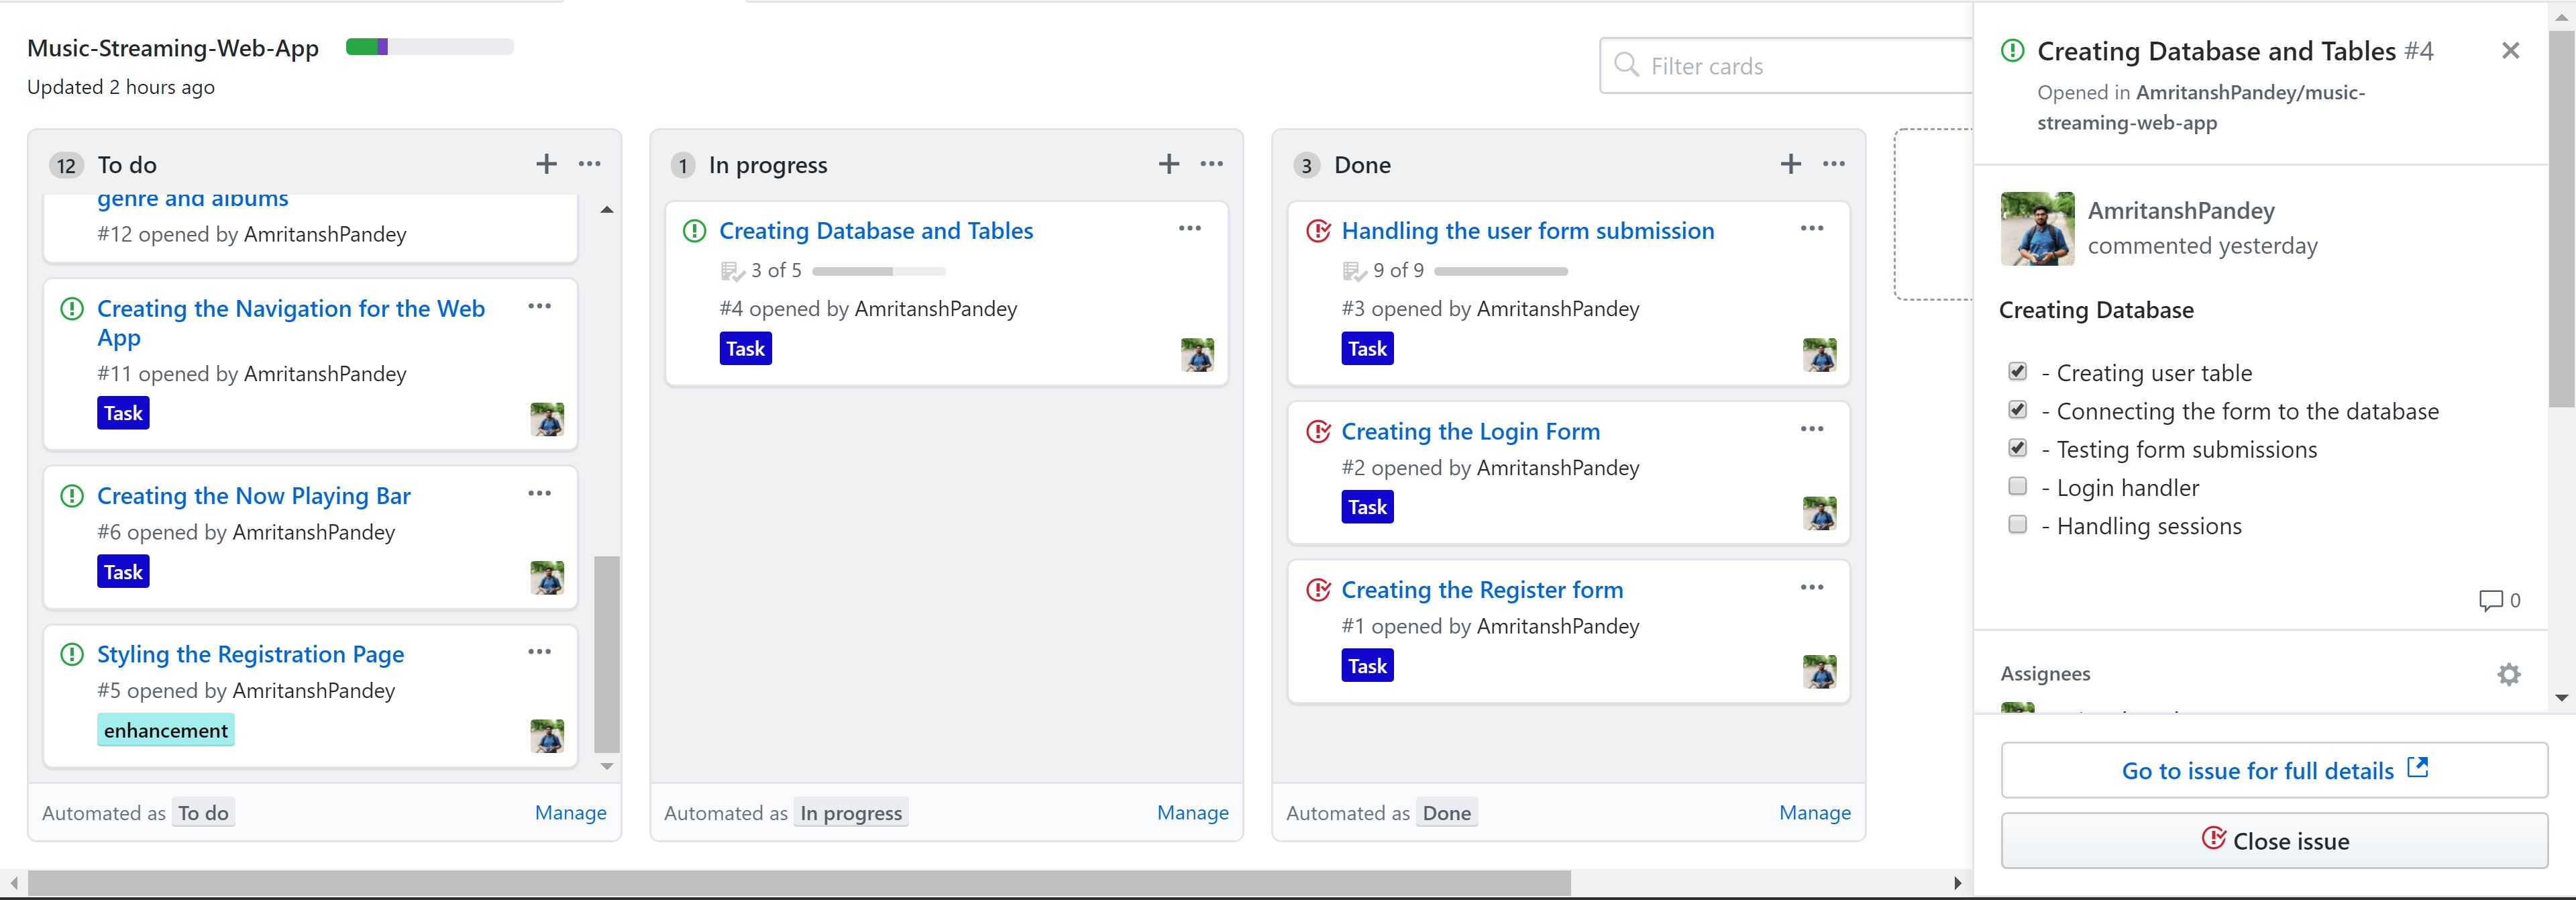 Music-Streaming-Web-App
Updated 2 hours ago
Filter cards
12 To do
genre and albums
#12 opened by AmritanshPandey
Creating the Navigation for the Web
App
#11 opened by AmritanshPandey
Task
Creating the Now Playing Bar
#6 opened by AmritanshPandey
Task
Styling the Registration Page
#5 opened by AmritanshPandey
enhancement
Automated as To do Manage
1 In progress
Creating Database and Tables
3 of 5
#4 opened by AmritanshPandey
Task
Automated as In progress Manage
3 Done
Handling the user form submission
9 of 9
#3 opened by AmritanshPandey
Task
Creating the Login Form
#2 opened by AmritanshPandey
Task
Creating the Register form
#1 opened by AmritanshPandey
Task
Automated as Done Manage
Creating Database and Tables #4
Opened in AmritanshPandey/music-
streaming-web-app
AmritanshPandey
commented yesterday
Creating Database
- Creating user table
- Connecting the form to the database
- Testing form submissions
- Login handler
- Handling sessions
0
Assignees
Go to issue for full details
Close issue